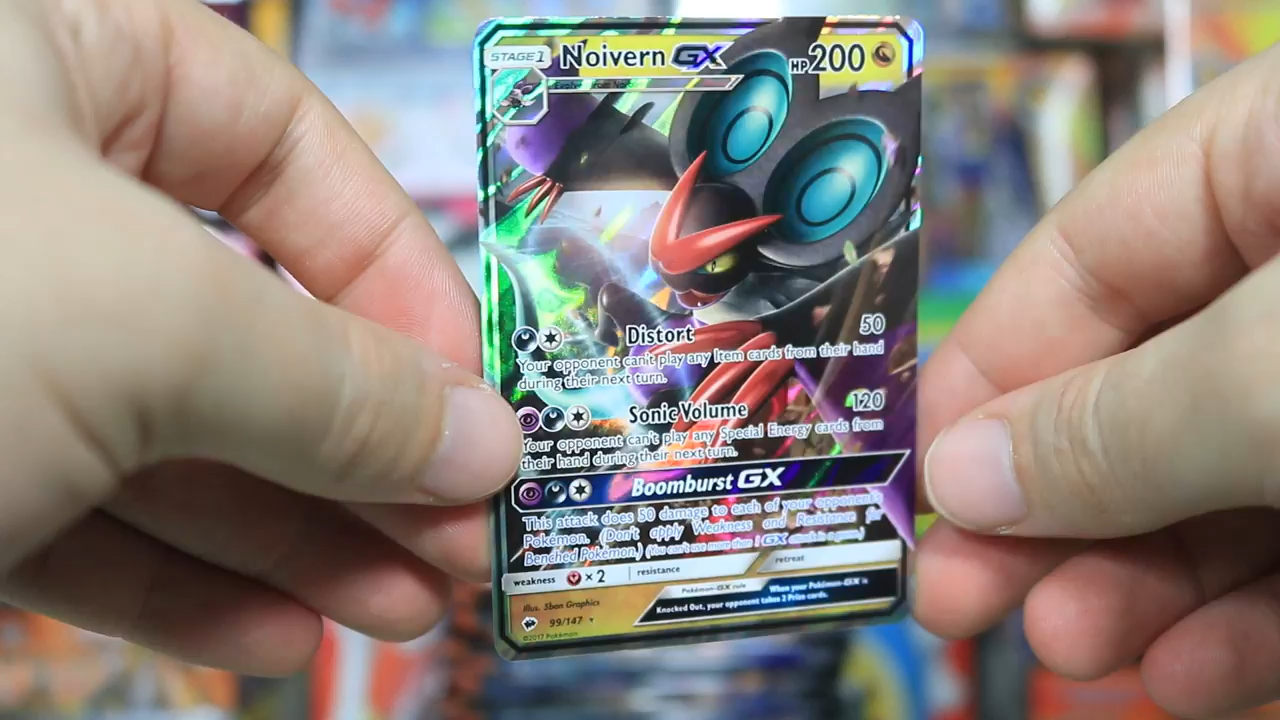 STAGE 1 Noivern GX HP 200
Distort 50
Your opponent can't play any Item cards from their hand
during their next turn.
Sonic Volume 120
Your opponent can't play any Special Energy cards from
their hand during their next turn.
Boomburst GX
This attack does 50 damage to each of your opponent's
Pokémon. (Don't apply Weakness and Resistance for
Benched Pokémon.) (You can't use more than 1 GX attack in a game.)
weakness × 2 resistance retreat
Pokémon-GX rule When your Pokémon-GX is
Knocked Out, your opponent takes 2 Prize cards.
Illus. 5ban Graphics
99/147
©2017 Pokémon